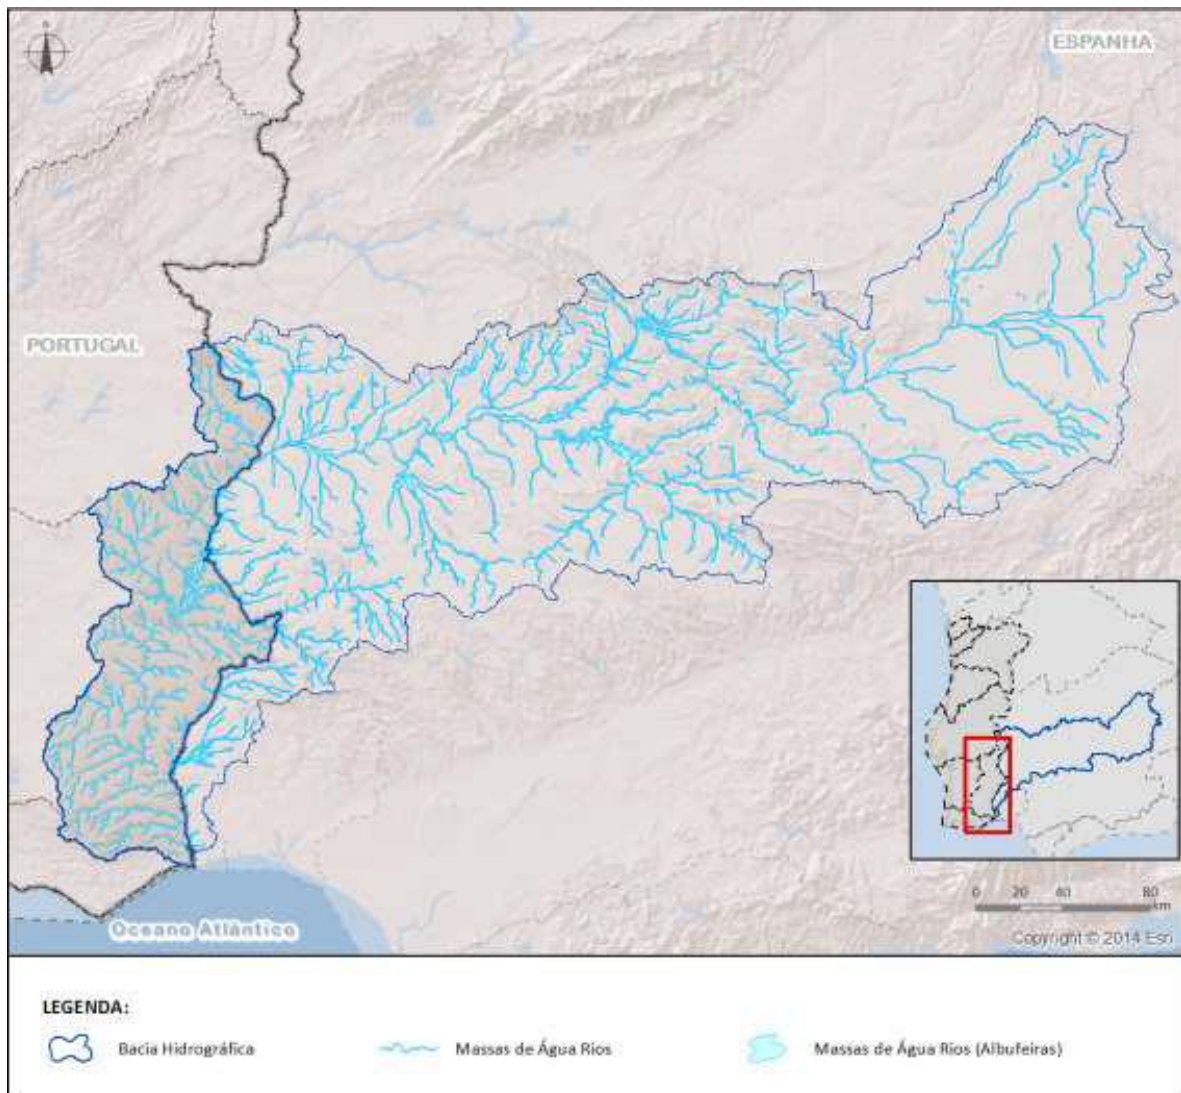 N
ESPANHA
PORTUGAL
0 20 40 80
km
Oceano Atlântico
Copyright © 2014 Esri
LEGENDA:
Bacia Hidrográfica
Massas de Água Rios
Massas de Água Rios (Albufeiras)